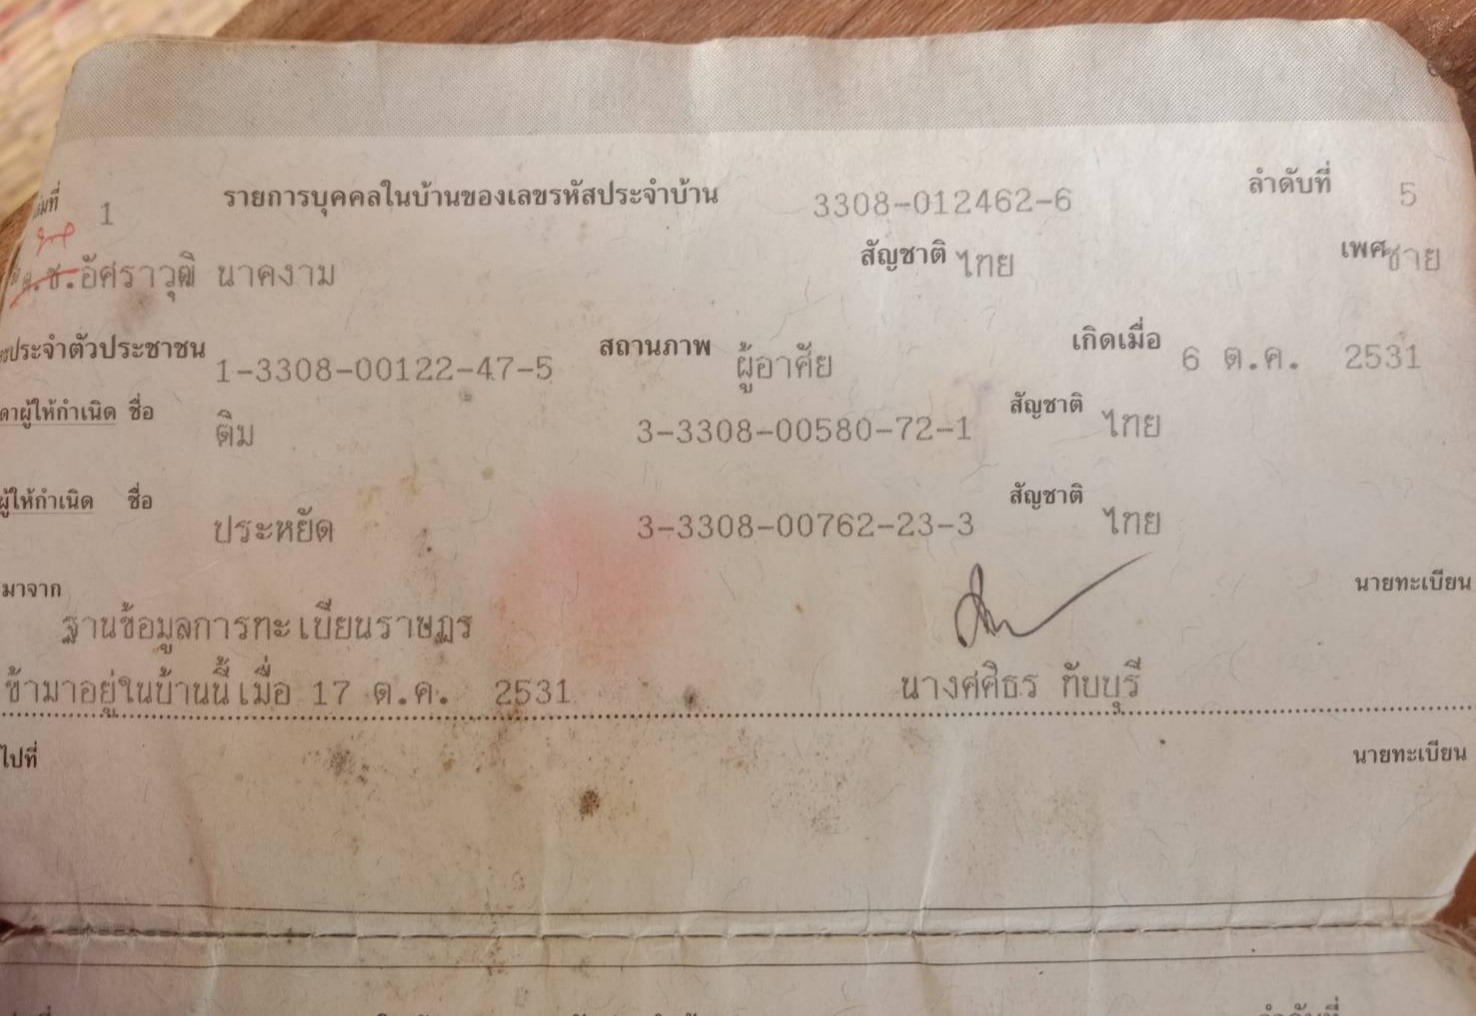 เล่มที่ 1 รายการบุคคลในบ้านของเลขรหัสประจำบ้าน 3308-012462-6 ลำดับที่ 5
ด.ช.อัศราวุฒิ นาคงาม สัญชาติ ไทย เพศ ชาย
ประจำตัวประชาชน 1-3308-00122-47-5 สถานภาพ ผู้อาศัย เกิดเมื่อ 6 ต.ค. 2531
ดาผู้ให้กำเนิด ชื่อ ติม 3-3308-00580-72-1 สัญชาติ ไทย
ผู้ให้กำเนิด ชื่อ ประหยัด 3-3308-00762-23-3 สัญชาติ ไทย
มาจาก นายทะเบียน
ฐานข้อมูลการทะเบียนราษฎร
ข้ามาอยู่ในบ้านนี้เมื่อ 17 ต.ค. 2531 นางศศิธร ทับบุรี
ไปที่ นายทะเบียน